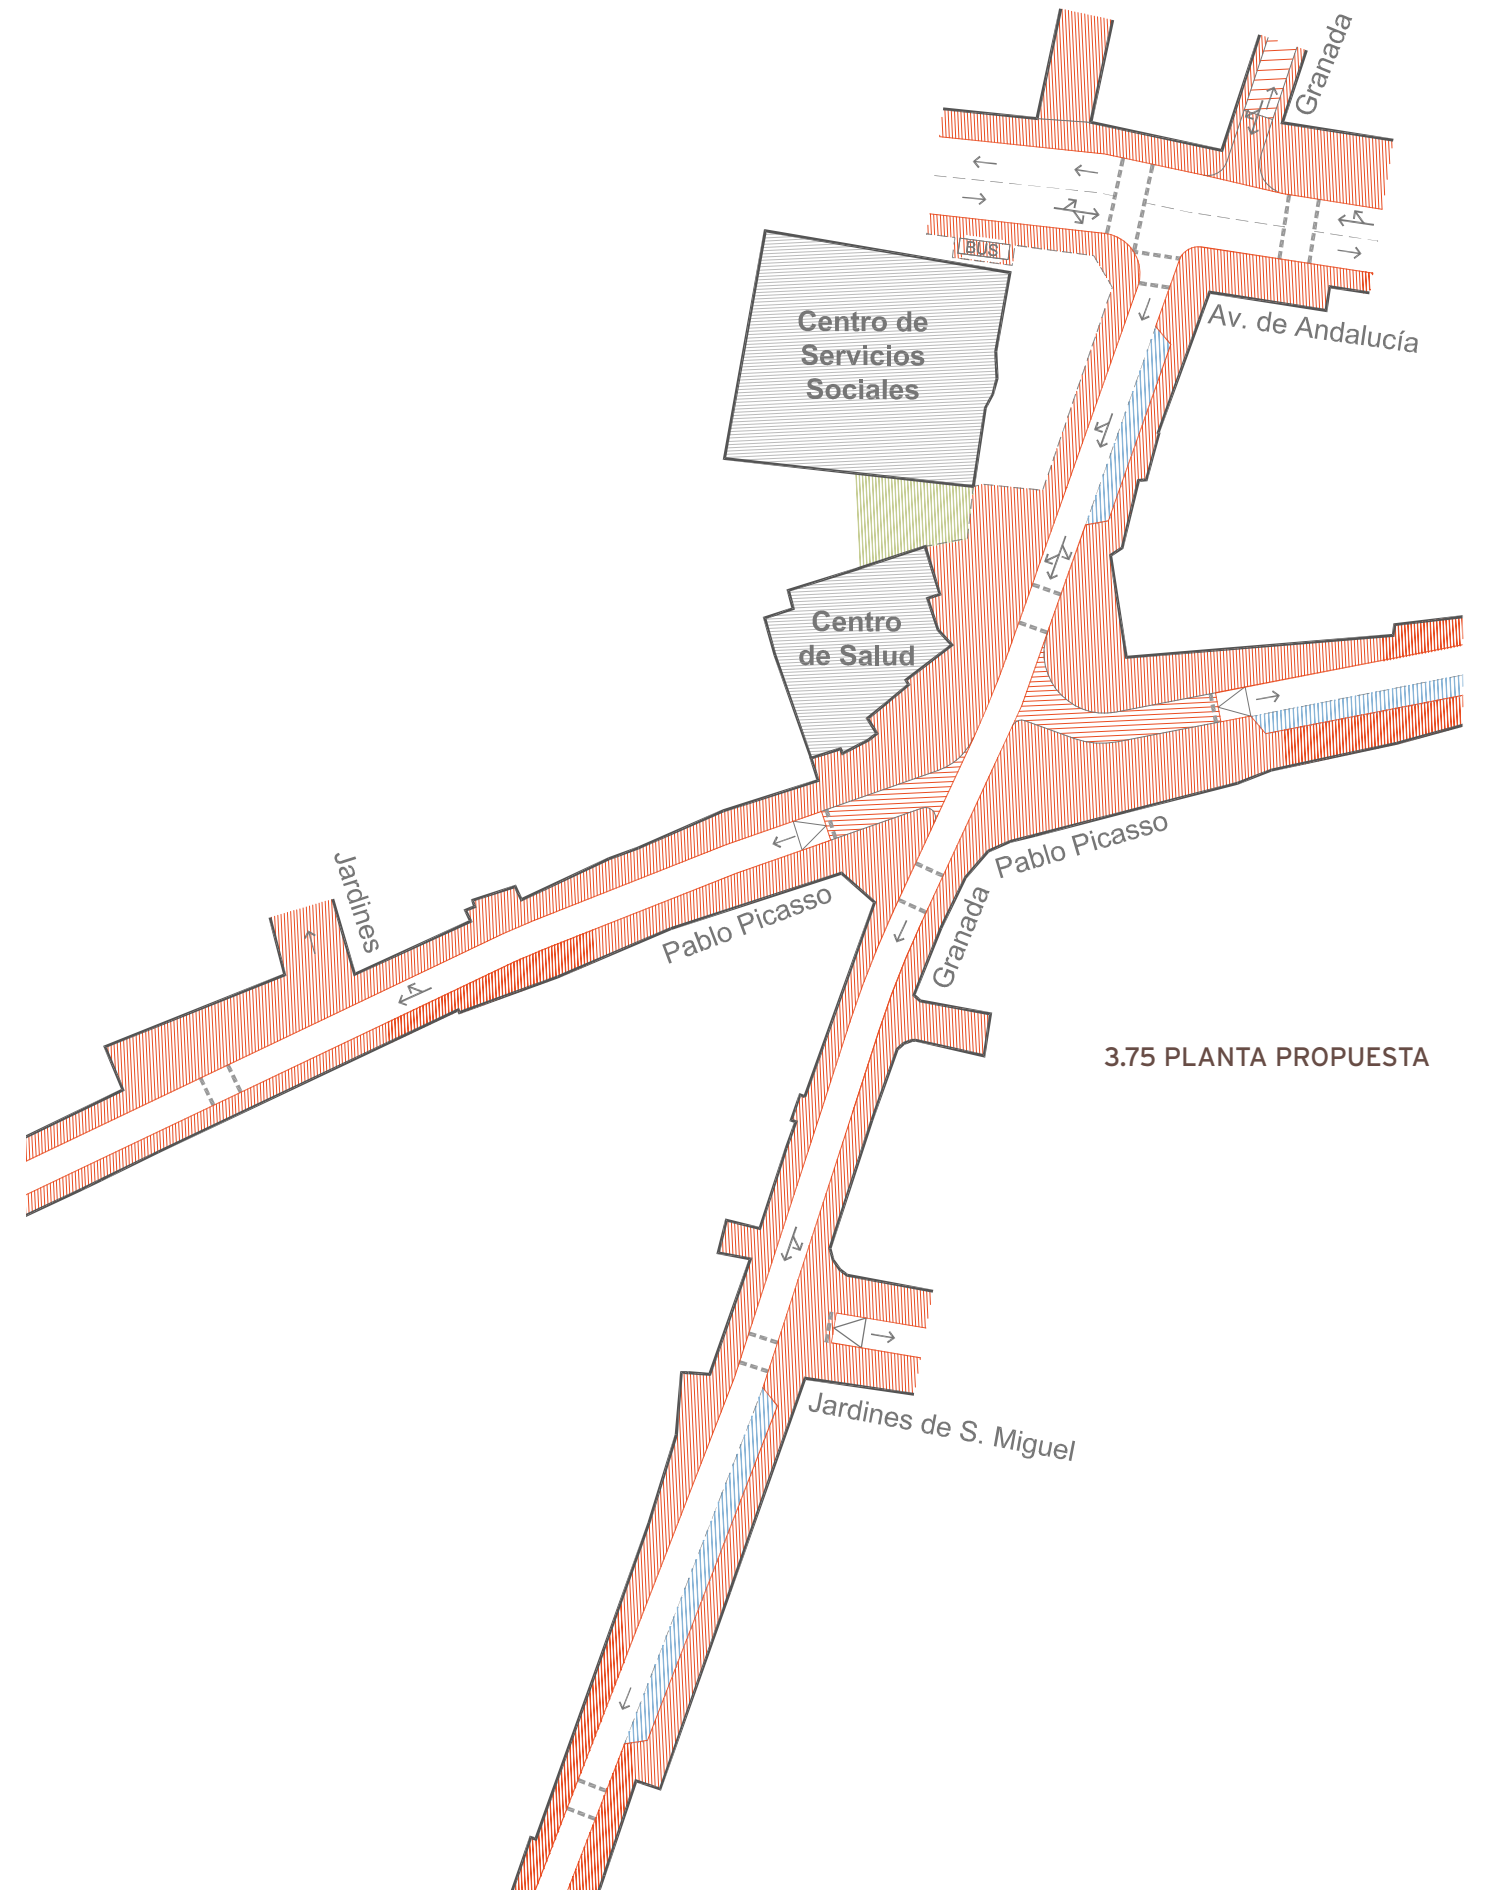 Granada
BUS
Av. de Andalucía
Centro de
Servicios
Sociales
Centro
de Salud
Pablo Picasso
Jardines
Pablo Picasso
Granada
3.75 PLANTA PROPUESTA
Jardines de S. Miguel